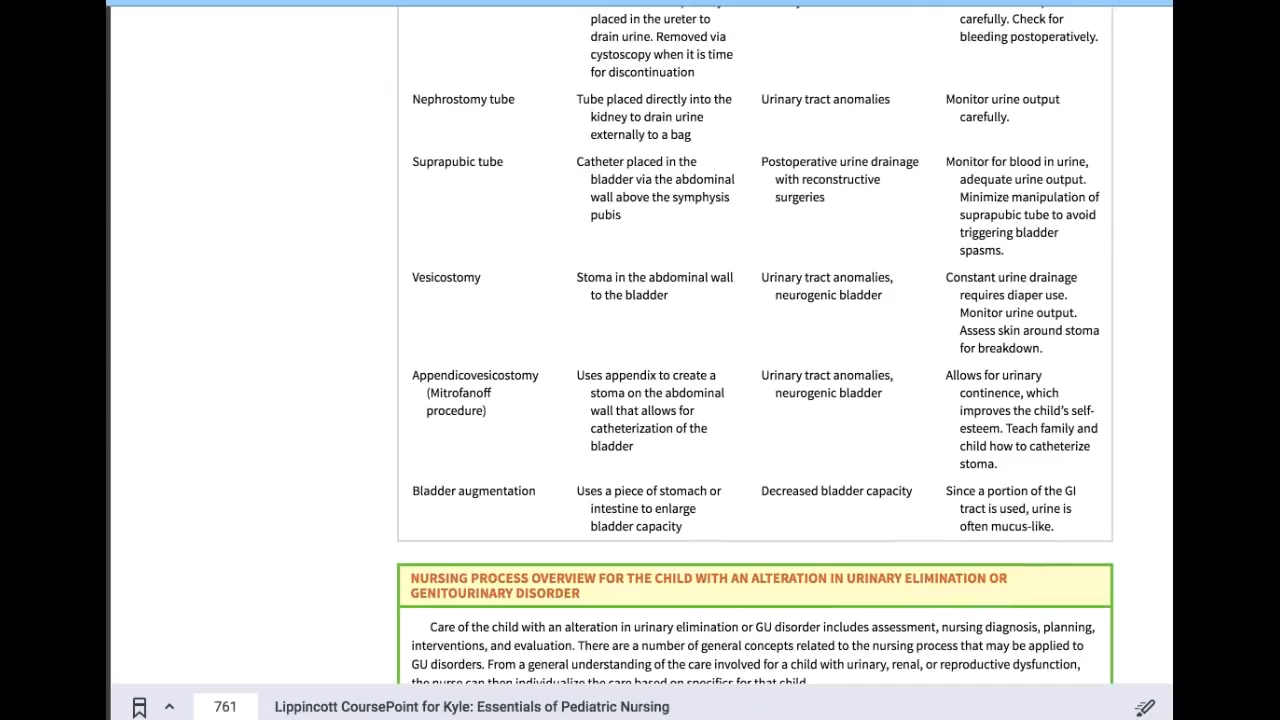 placed in the ureter to
drain urine. Removed via
cystoscopy when it is time
for discontinuation
carefully. Check for
bleeding postoperatively.
Nephrostomy tube
Tube placed directly into the
kidney to drain urine
externally to a bag
Urinary tract anomalies
Monitor urine output
carefully.
Suprapubic tube
Catheter placed in the
bladder via the abdominal
wall above the symphysis
pubis
Postoperative urine drainage
with reconstructive
surgeries
Monitor for blood in urine,
adequate urine output.
Minimize manipulation of
suprapubic tube to avoid
triggering bladder
spasms.
Vesicostomy
Stoma in the abdominal wall
to the bladder
Urinary tract anomalies,
neurogenic bladder
Constant urine drainage
requires diaper use.
Monitor urine output.
Assess skin around stoma
for breakdown.
Appendicovesicostomy
(Mitrofanoff
procedure)
Uses appendix to create a
stoma on the abdominal
wall that allows for
catheterization of the
bladder
Urinary tract anomalies,
neurogenic bladder
Allows for urinary
continence, which
improves the child's self-
esteem. Teach family and
child how to catheterize
stoma.
Bladder augmentation
Uses a piece of stomach or
intestine to enlarge
bladder capacity
Decreased bladder capacity
Since a portion of the GI
tract is used, urine is
often mucus-like.
NURSING PROCESS OVERVIEW FOR THE CHILD WITH AN ALTERATION IN URINARY ELIMINATION OR
GENITOURINARY DISORDER
Care of the child with an alteration in urinary elimination or GU disorder includes assessment, nursing diagnosis, planning,
interventions, and evaluation. There are a number of general concepts related to the nursing process that may be applied to
GU disorders. From a general understanding of the care involved for a child with urinary, renal, or reproductive dysfunction,
the nurse can then individualize the care based on specifics for that child.
761
Lippincott CoursePoint for Kyle: Essentials of Pediatric Nursing